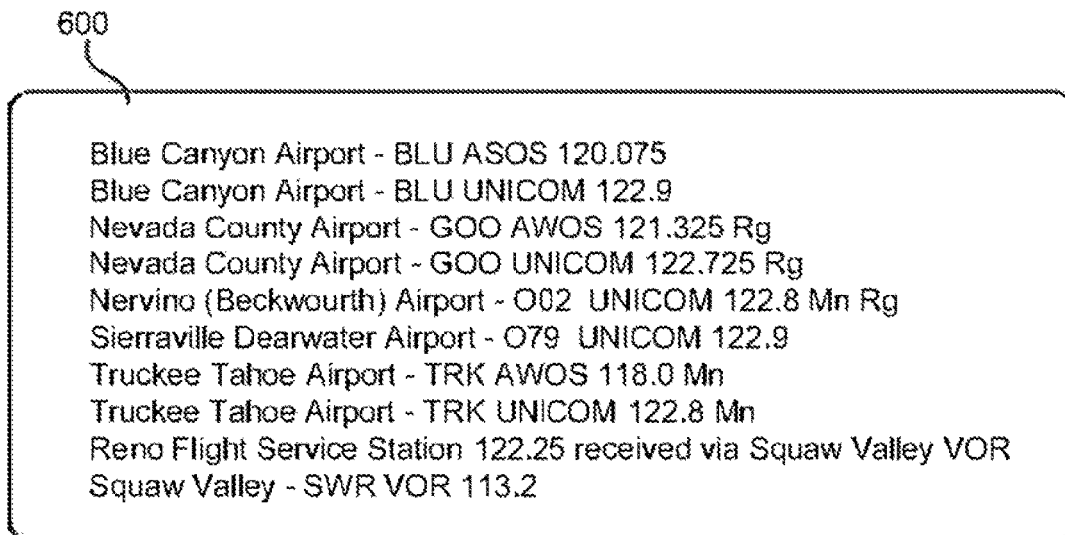 600
Blue Canyon Airport - BLU ASOS 120.075
Blue Canyon Airport - BLU UNICOM 122.9
Nevada County Airport - GOO AWOS 121.325 Rg
Nevada County Airport - GOO UNICOM 122.725 Rg
Nervino (Beckwourth) Airport - O02 UNICOM 122.8 Mn Rg
Sierraville Dearwater Airport - O79 UNICOM 122.9
Truckee Tahoe Airport - TRK AWOS 118.0 Mn
Truckee Tahoe Airport - TRK UNICOM 122.8 Mn
Reno Flight Service Station 122.25 received via Squaw Valley VOR
Squaw Valley - SWR VOR 113.2